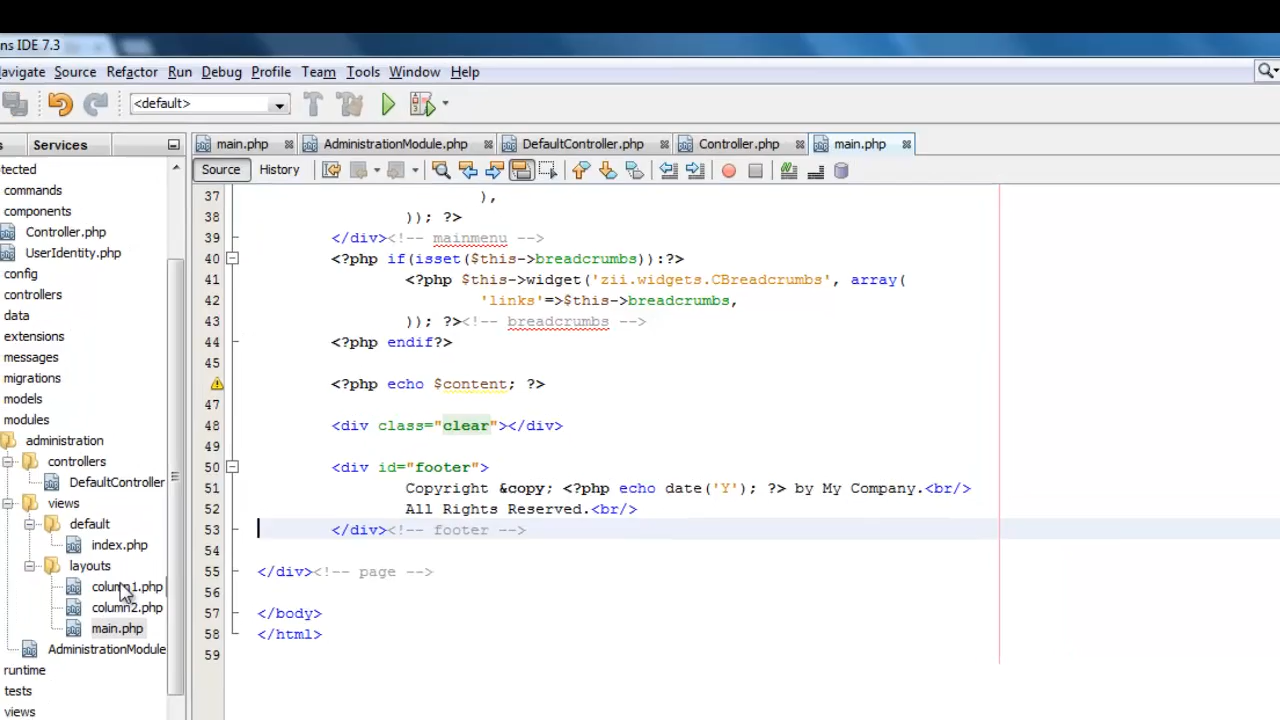 ns IDE 7.3
avigate Source Refactor Run Debug Profile Team Tools Window Help
<default>
s Services
main.php AdministrationModule.php DefaultController.php Controller.php main.php
Source History
tected
commands
components
Controller.php
UserIdentity.php
config
controllers
data
extensions
messages
migrations
models
modules
administration
controllers
DefaultController
views
default
index.php
layouts
column1.php
column2.php
main.php
AdministrationModule
runtime
tests
views
37 ),
38 )); ?>
39 </div><!-- mainmenu -->
40 <?php if(isset($this->breadcrumbs)):?>
41 <?php $this->widget('zii.widgets.CBreadcrumbs', array(
42 'links'=>$this->breadcrumbs,
43 )); ?><!-- breadcrumbs -->
44 <?php endif?>
45
<?php echo $content; ?>
47
48 <div class="clear"></div>
49
50 <div id="footer">
51 Copyright &copy; <?php echo date('Y'); ?> by My Company.<br/>
52 All Rights Reserved.<br/>
53 </div><!-- footer -->
54
55 </div><!-- page -->
56
57 </body>
58 </html>
59